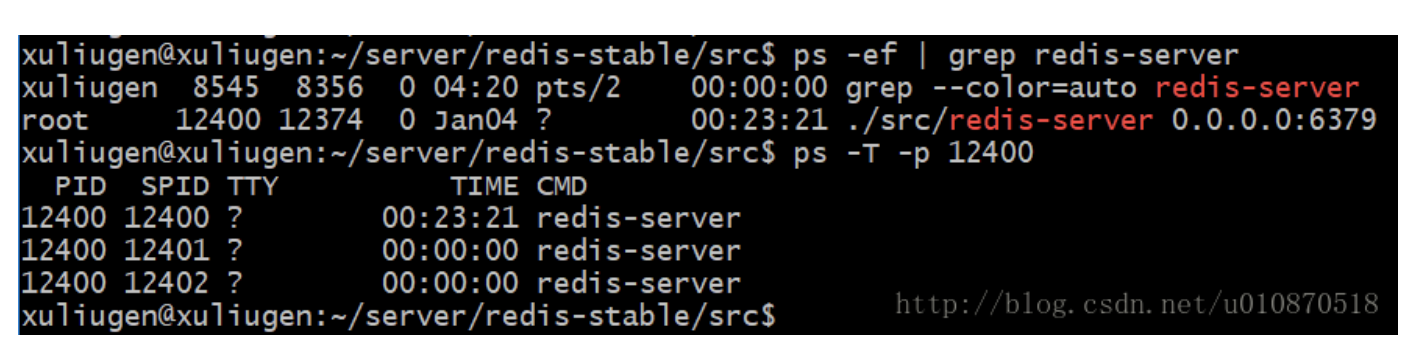 xuliugen@xuliugen:~/server/redis-stable/src$ ps -ef | grep redis-server
xuliugen 8545 8356 0 04:20 pts/2 00:00:00 grep --color=auto redis-server
root 12400 12374 0 Jan04 ? 00:23:21 ./src/redis-server 0.0.0.0:6379
xuliugen@xuliugen:~/server/redis-stable/src$ ps -T -p 12400
PID SPID TTY TIME CMD
12400 12400 ? 00:23:21 redis-server
12400 12401 ? 00:00:00 redis-server
12400 12402 ? 00:00:00 redis-server
xuliugen@xuliugen:~/server/redis-stable/src$
http://blog.csdn.net/u010870518